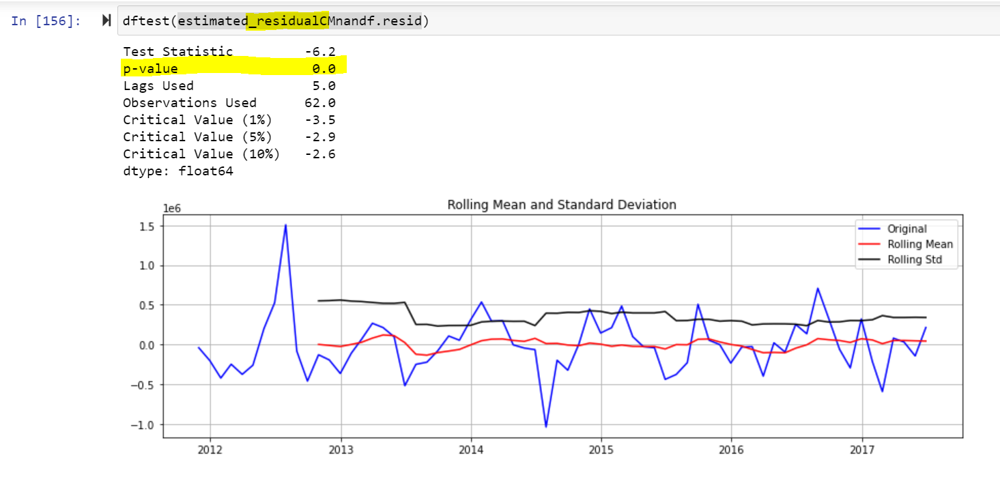 In [156]: dftest(estimated_residualCMnandf.resid)
Test Statistic -6.2
p-value 0.0
Lags Used 5.0
Observations Used 62.0
Critical Value (1%) -3.5
Critical Value (5%) -2.9
Critical Value (10%) -2.6
dtype: float64
Rolling Mean and Standard Deviation
1e6
Original
Rolling Mean
Rolling Std
1.5
1.0
0.5
0.0
−0.5
−1.0
2012 2013 2014 2015 2016 2017